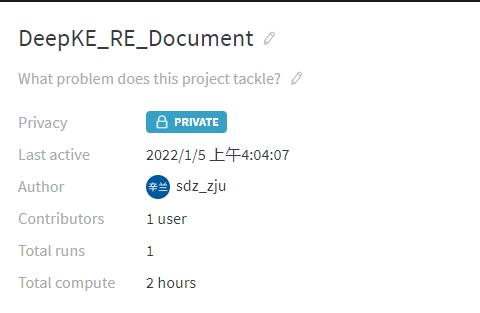 DeepKE_RE_Document
What problem does this project tackle?
Privacy PRIVATE
Last active 2022/1/5 上午4:04:07
Author 辛兰 sdz_zju
Contributors 1 user
Total runs 1
Total compute 2 hours